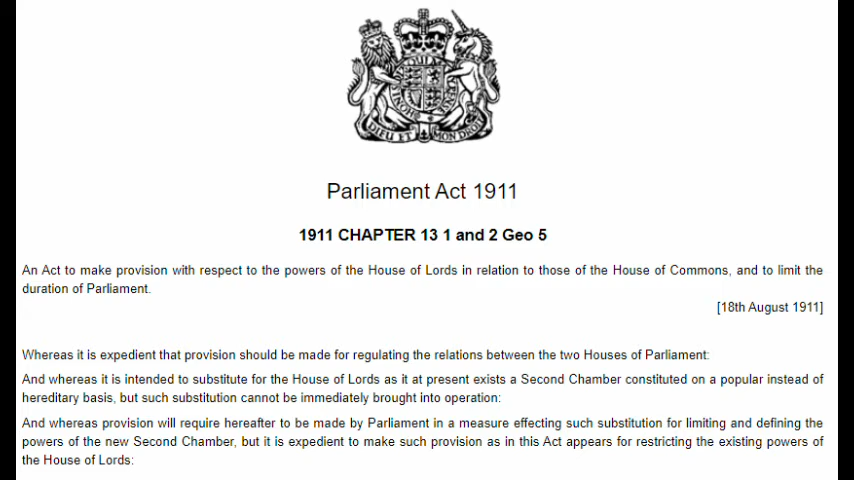 QUI
HONI
DIEU ET MON DROIT
Parliament Act 1911
1911 CHAPTER 13 1 and 2 Geo 5
An Act to make provision with respect to the powers of the House of Lords in relation to those of the House of Commons, and to limit the
duration of Parliament.
[18th August 1911]
Whereas it is expedient that provision should be made for regulating the relations between the two Houses of Parliament:
And whereas it is intended to substitute for the House of Lords as it at present exists a Second Chamber constituted on a popular instead of
hereditary basis, but such substitution cannot be immediately brought into operation:
And whereas provision will require hereafter to be made by Parliament in a measure effecting such substitution for limiting and defining the
powers of the new Second Chamber, but it is expedient to make such provision as in this Act appears for restricting the existing powers of
the House of Lords: